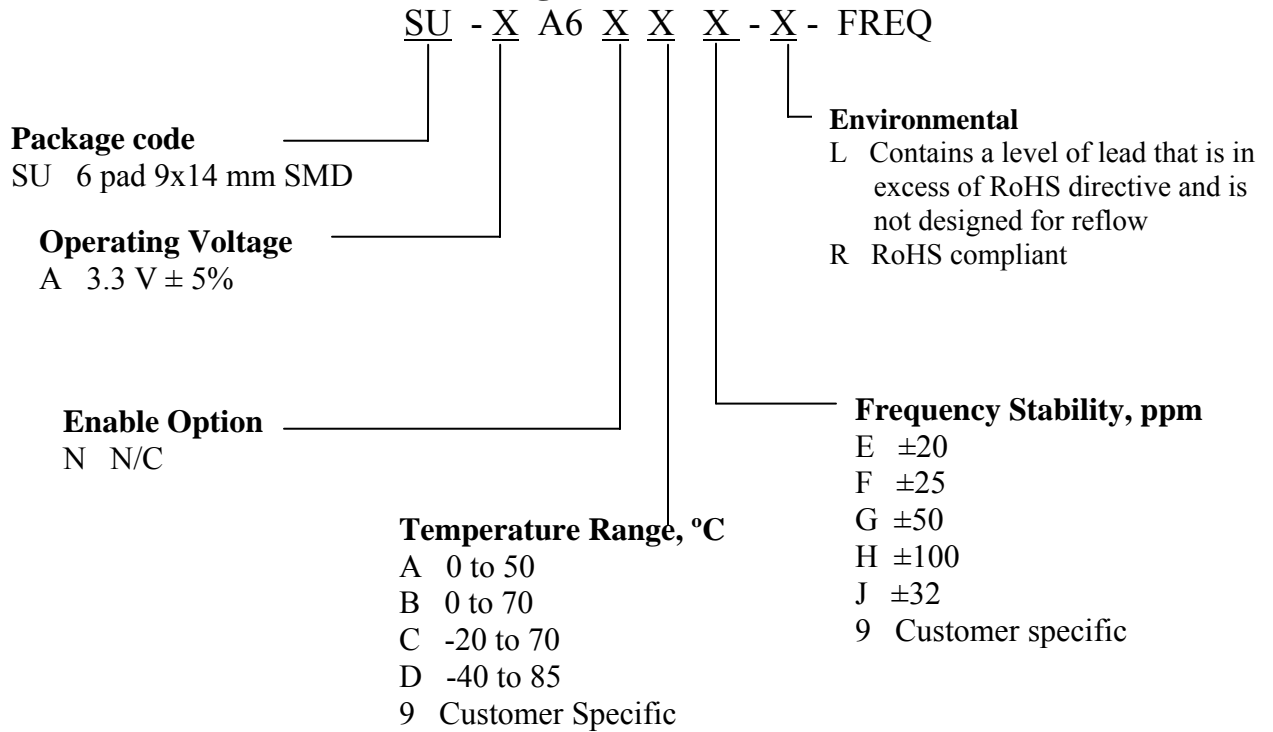 SU - X A6 X X X - X - FREQ
Package code
SU 6 pad 9x14 mm SMD
Operating Voltage
A 3.3 V ± 5%
Enable Option
N N/C
Temperature Range, ºC
A 0 to 50
B 0 to 70
C -20 to 70
D -40 to 85
9 Customer Specific
Environmental
L Contains a level of lead that is in
excess of RoHS directive and is
not designed for reflow
R RoHS compliant
Frequency Stability, ppm
E ±20
F ±25
G ±50
H ±100
J ±32
9 Customer specific